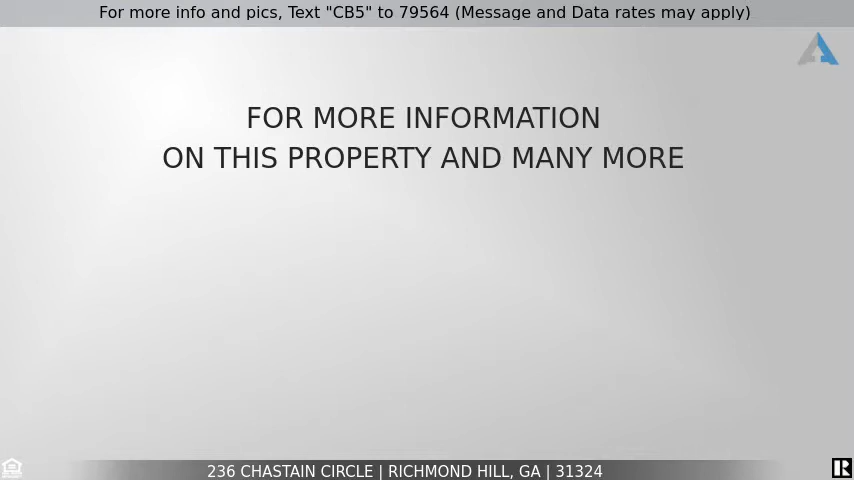 For more info and pics, Text "CB5" to 79564 (Message and Data rates may apply)
FOR MORE INFORMATION
ON THIS PROPERTY AND MANY MORE
236 CHASTAIN CIRCLE | RICHMOND HILL, GA | 31324